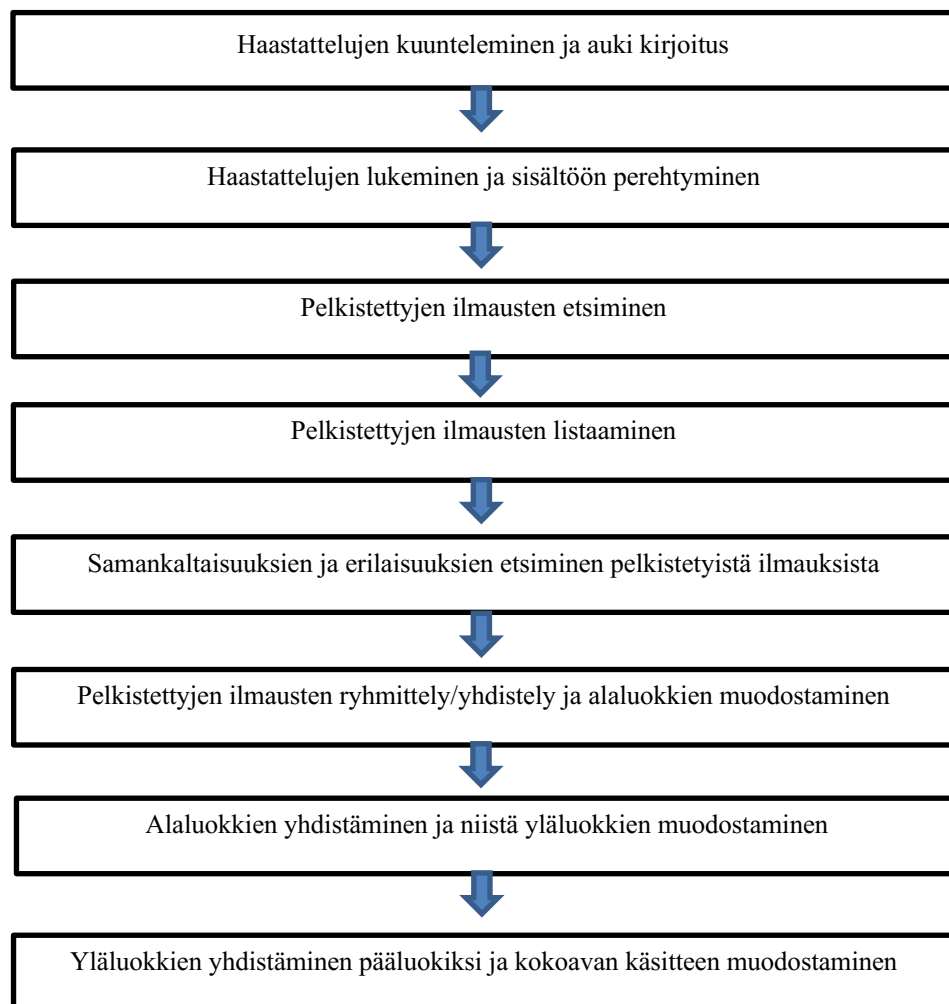 Haastattelujen kuunteleminen ja auki kirjoitus
Haastattelujen lukeminen ja sisältöön perehtyminen
Pelkistettyjen ilmausten etsiminen
Pelkistettyjen ilmausten listaaminen
Samankaltaisuuksien ja erilaisuuksien etsiminen pelkistetyistä ilmauksista
Pelkistettyjen ilmausten ryhmittely/yhdistely ja alaluokkien muodostaminen
Alaluokkien yhdistäminen ja niistä yläluokkien muodostaminen
Yläluokkien yhdistäminen pääluokiksi ja kokoavan käsitteen muodostaminen